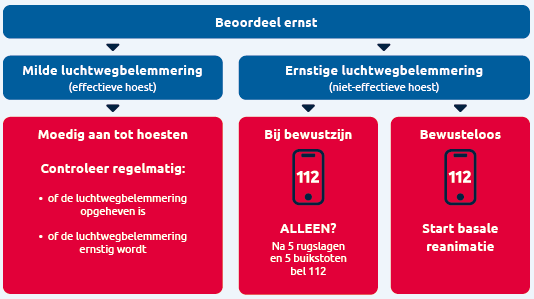 Beoordeel ernst
Milde luchtwegbelemmering
(effectieve hoest)
Ernstige luchtwegbelemmering
(niet-effectieve hoest)
Moedig aan tot hoesten
Controleer regelmatig:
• of de luchtwegbelemmering
opgeheven is
• of de luchtwegbelemmering
ernstig wordt
Bij bewustzijn
112
ALLEEN?
Na 5 rugslagen
en 5 buikstoten
bel 112
Bewusteloos
112
Start basale
reanimatie